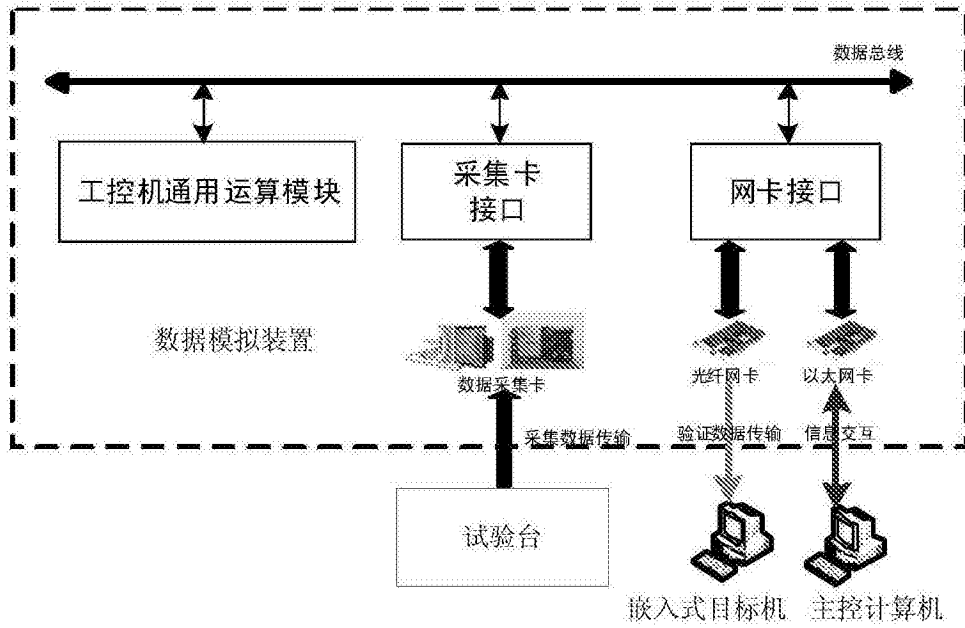 数据总线
工控机通用运算模块
采集卡
接口
网卡接口
数据模拟装置
数据采集卡
光纤网卡
以太网卡
采集数据传输
验证数据传输
信息交互
试验台
嵌入式目标机
主控计算机